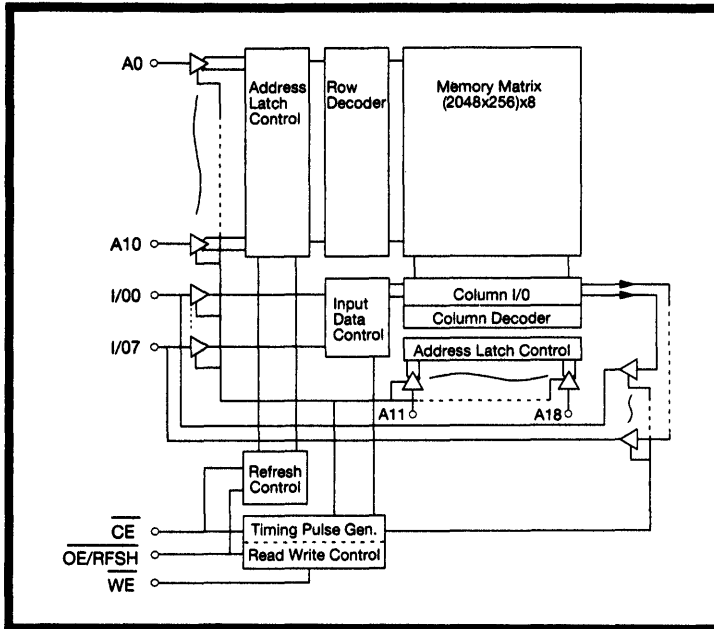 A0
Address
Latch
Control
Row
Decoder
Memory Matrix
(2048x256)x8
A10
I/00
Input
Data
Control
Column I/0
Column Decoder
I/07
Address Latch Control
A11
A18
Refresh
Control
CE
Timing Pulse Gen.
OE/RFSH
Read Write Control
WE